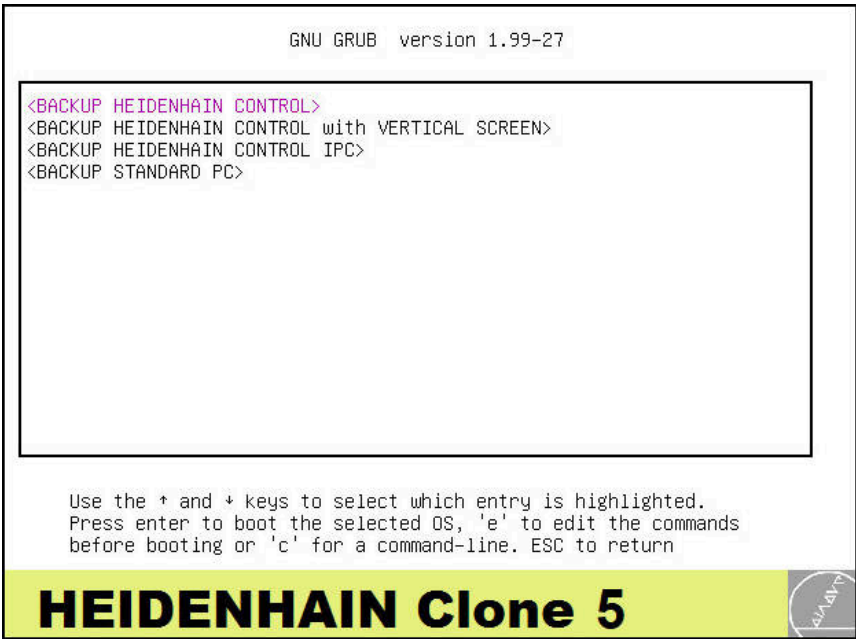 GNU GRUB version 1.99-27
<BACKUP HEIDENHAIN CONTROL>
<BACKUP HEIDENHAIN CONTROL with VERTICAL SCREEN>
<BACKUP HEIDENHAIN CONTROL IPC>
<BACKUP STANDARD PC>
Use the ↑ and ↓ keys to select which entry is highlighted.
Press enter to boot the selected OS, 'e' to edit the commands
before booting or 'c' for a command-line. ESC to return
HEIDENHAIN Clone 5